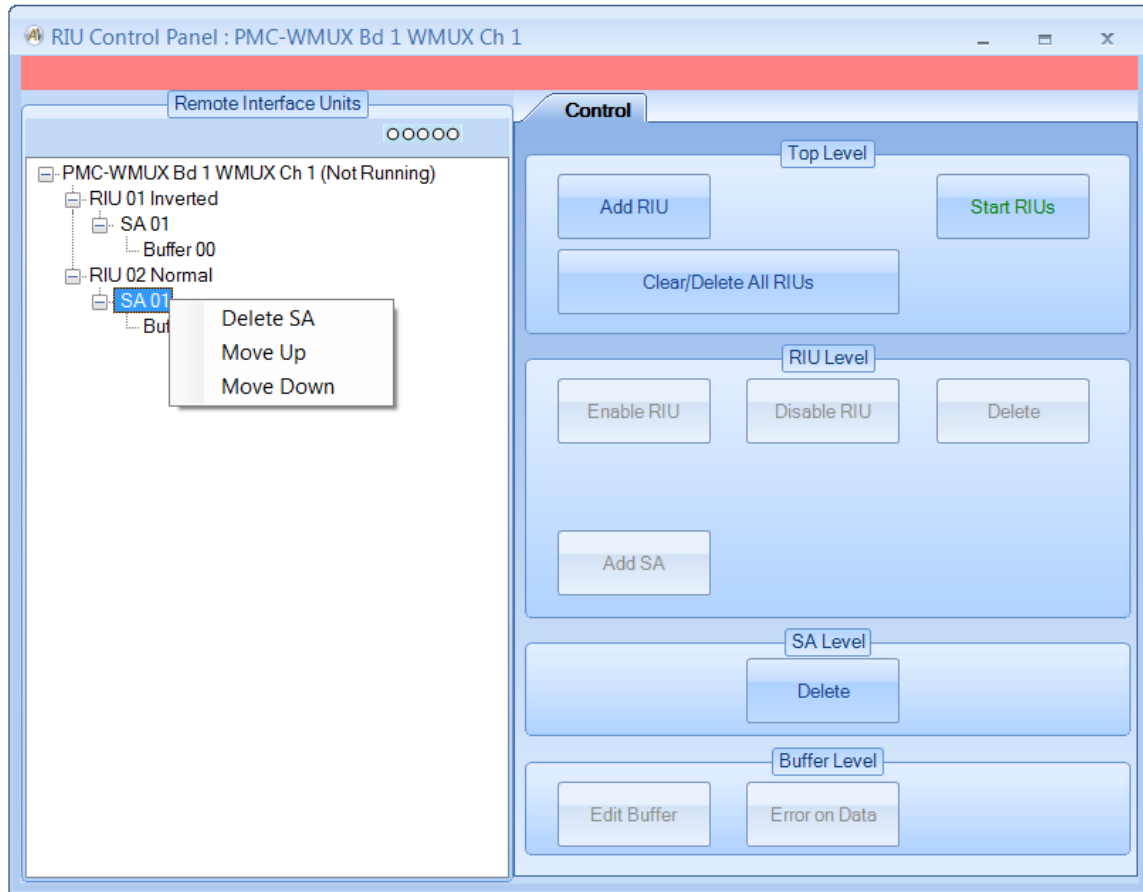 RIU Control Panel : PMC-WMUX Bd 1 WMUX Ch 1
Remote Interface Units
PMC-WMUX Bd 1 WMUX Ch 1 (Not Running)
RIU 01 Inverted
SA 01
Buffer 00
RIU 02 Normal
SA 01
Buf
Delete SA
Move Up
Move Down
Control
Top Level
Add RIU
Start RIUs
Clear/Delete All RIUs
RIU Level
Enable RIU
Disable RIU
Delete
Add SA
SA Level
Delete
Buffer Level
Edit Buffer
Error on Data